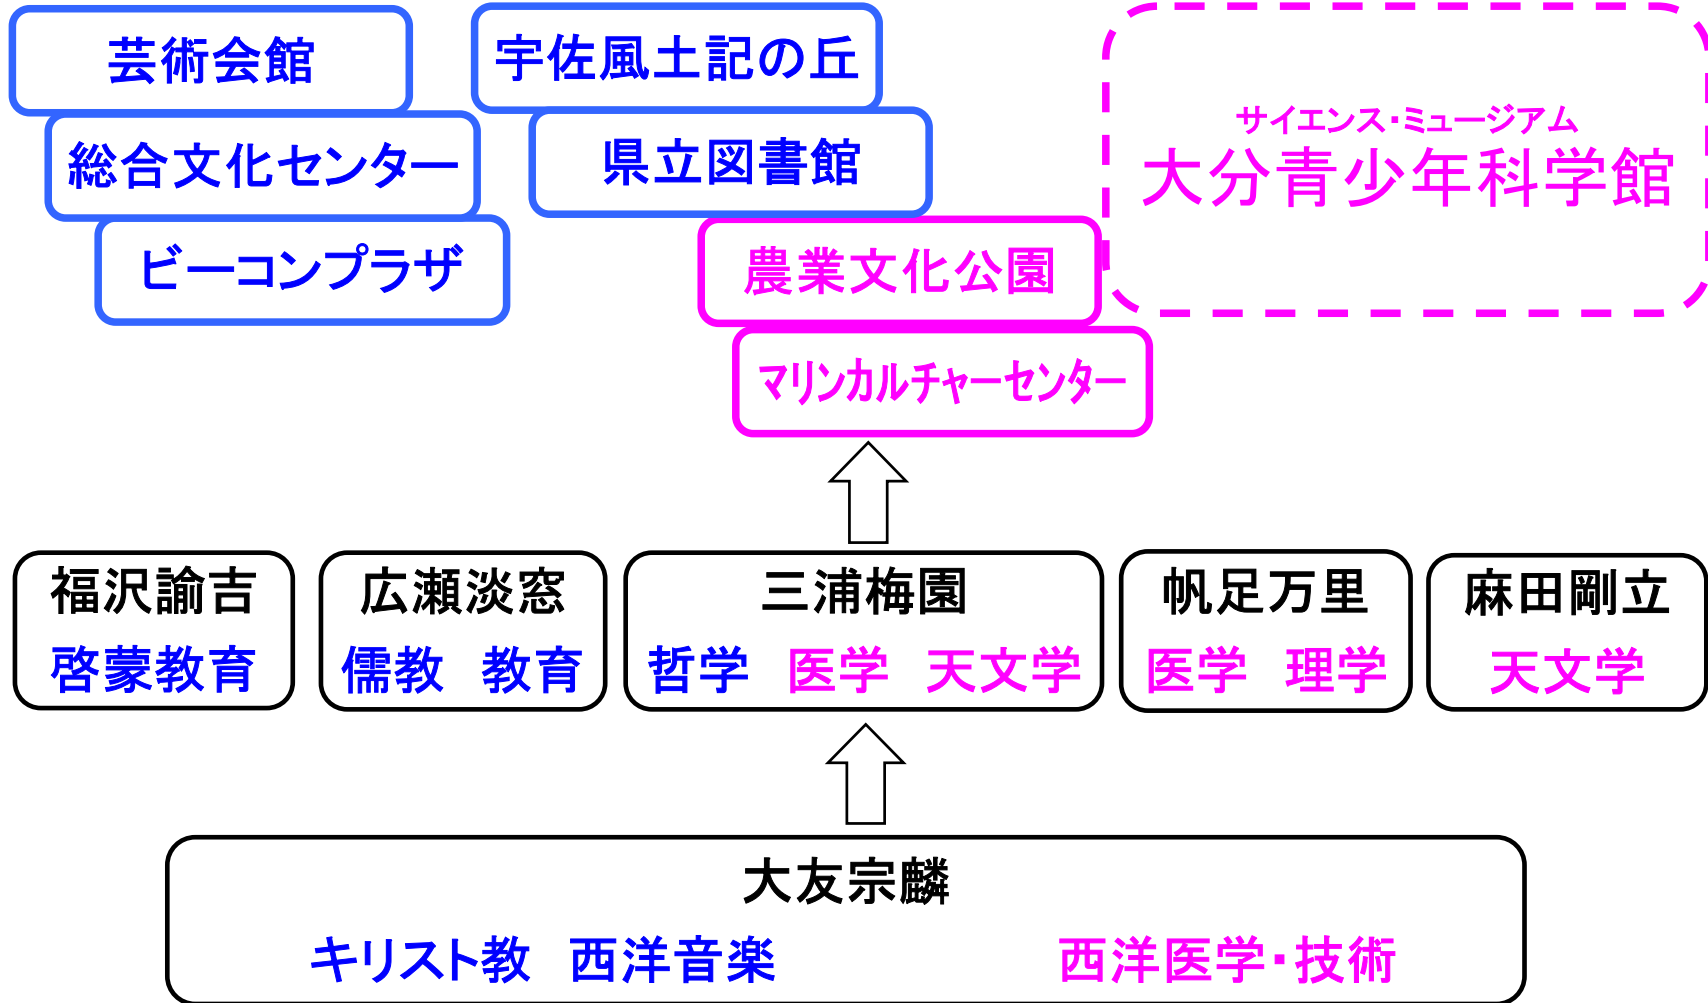 芸術会館
総合文化センター
ビーコンプラザ
宇佐風土記の丘
県立図書館
農業文化公園
マリンカルチャーセンター
サイエンス・ミュージアム
大分青少年科学館
福沢諭吉
啓蒙教育
広瀬淡窓
儒教 教育
三浦梅園
哲学 医学 天文学
帆足万里
医学 理学
麻田剛立
天文学
大友宗麟
キリスト教 西洋音楽 西洋医学・技術